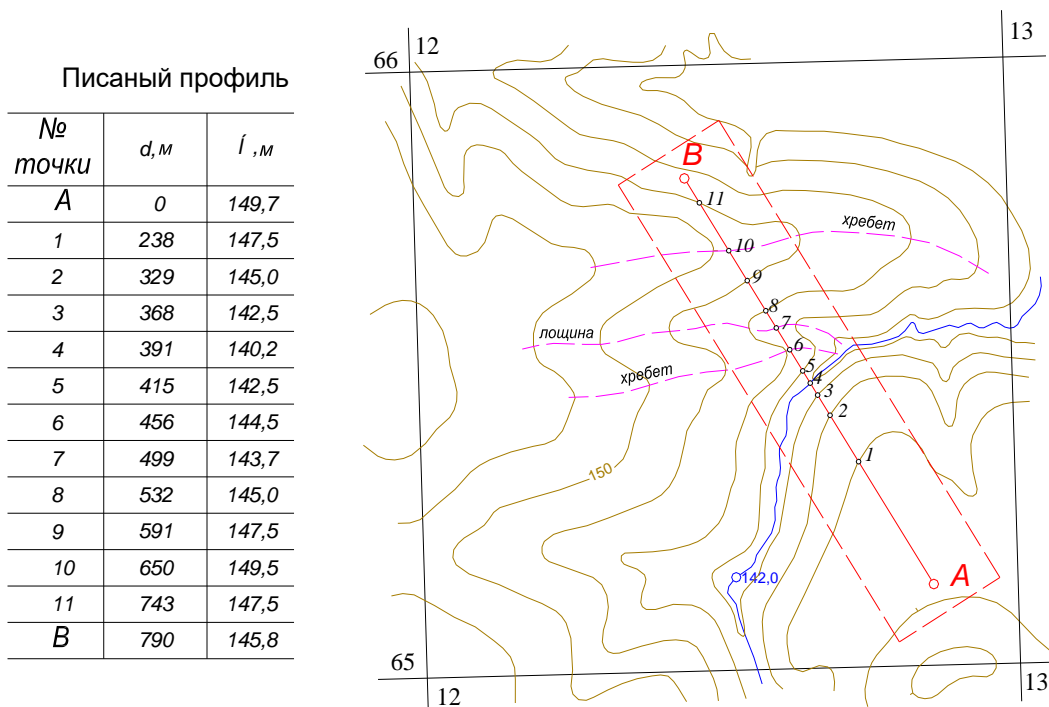 Писаный профиль
№ точки d,м Í ,м
А 0 149,7
1 238 147,5
2 329 145,0
3 368 142,5
4 391 140,2
5 415 142,5
6 456 144,5
7 499 143,7
8 532 145,0
9 591 147,5
10 650 149,5
11 743 147,5
В 790 145,8
13
12
66
В
11
хребет
10
9
8
7
лощина
6
хребет
5
4
3
2
1
150
142,0
А
65
12
13